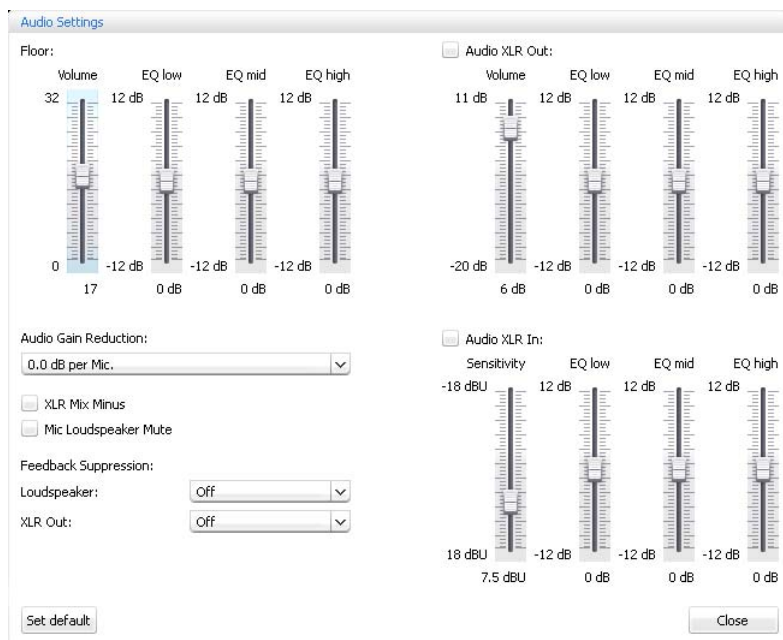 Audio Settings
Floor:
Volume EQ low EQ mid EQ high
32 12 dB 12 dB 12 dB
0 -12 dB -12 dB -12 dB
17 0 dB 0 dB 0 dB
Audio XLR Out:
Volume EQ low EQ mid EQ high
11 dB 12 dB 12 dB 12 dB
-20 dB -12 dB -12 dB -12 dB
6 dB 0 dB 0 dB 0 dB
Audio Gain Reduction:
0.0 dB per Mic.
XLR Mix Minus
Mic Loudspeaker Mute
Feedback Suppression:
Loudspeaker: Off
XLR Out: Off
Audio XLR In:
Sensitivity EQ low EQ mid EQ high
-18 dBU 12 dB 12 dB 12 dB
18 dBU -12 dB -12 dB -12 dB
7.5 dBU 0 dB 0 dB 0 dB
Set default
Close